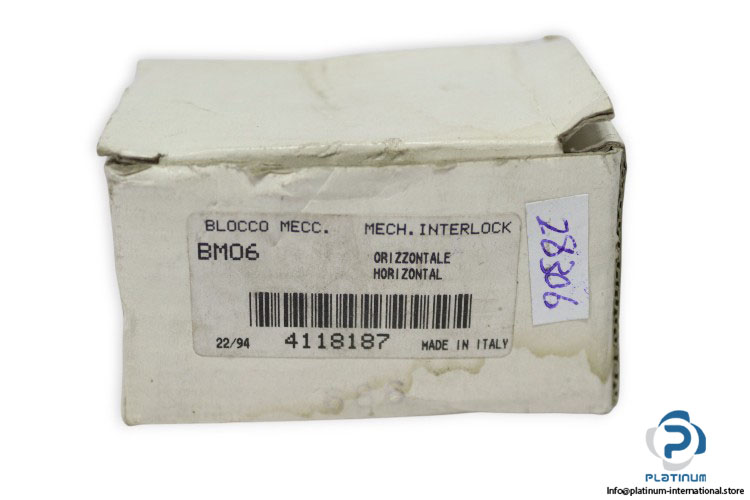 BLOCCO MECC. MECH. INTERLOCK
BM06 ORIZZONTALE
HORIZONTAL
22/94 4118187 MADE IN ITALY
28306
PLATINUM
Info@platinum-international.store